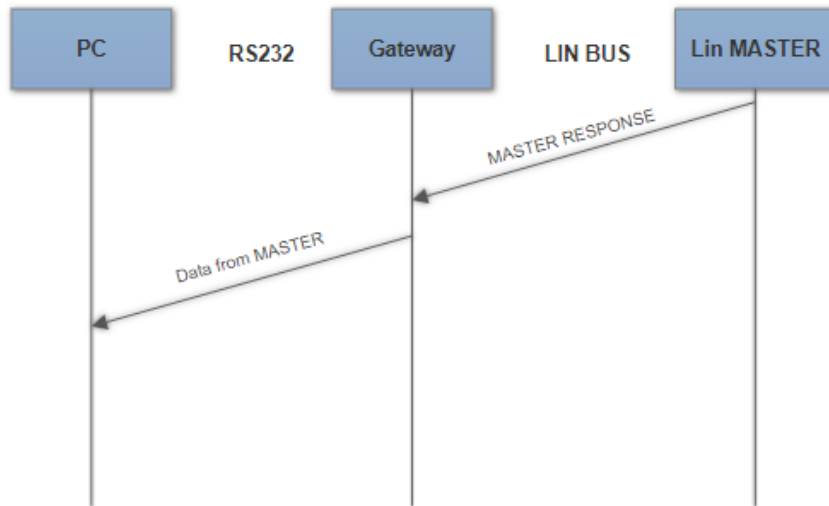 PC
RS232
Gateway
LIN BUS
Lin MASTER
MASTER RESPONSE
Data from MASTER